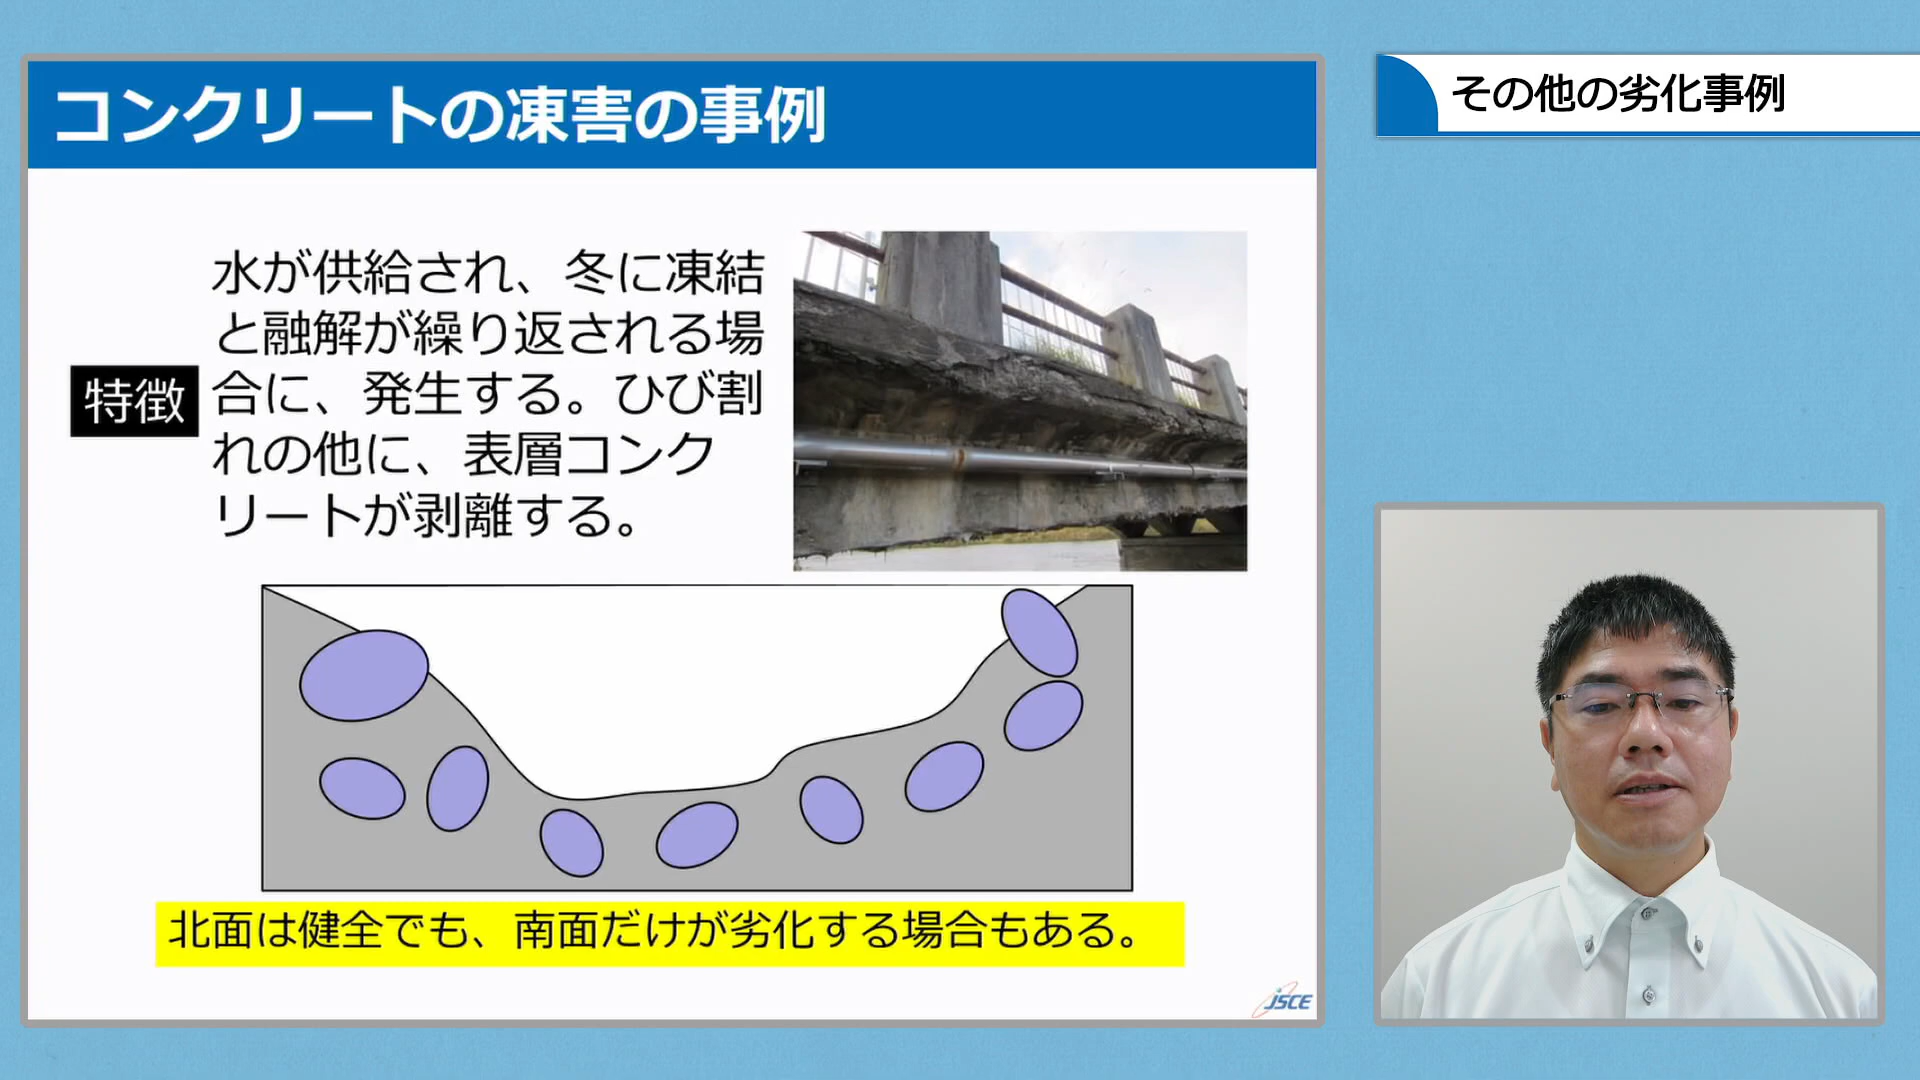 コンクリートの凍害の事例
その他の劣化事例
特徴
水が供給され、冬に凍結
と融解が繰り返される場
合に、発生する。ひび割
れの他に、表層コンク
リートが剥離する。
北面は健全でも、南面だけが劣化する場合もある。
JSCE